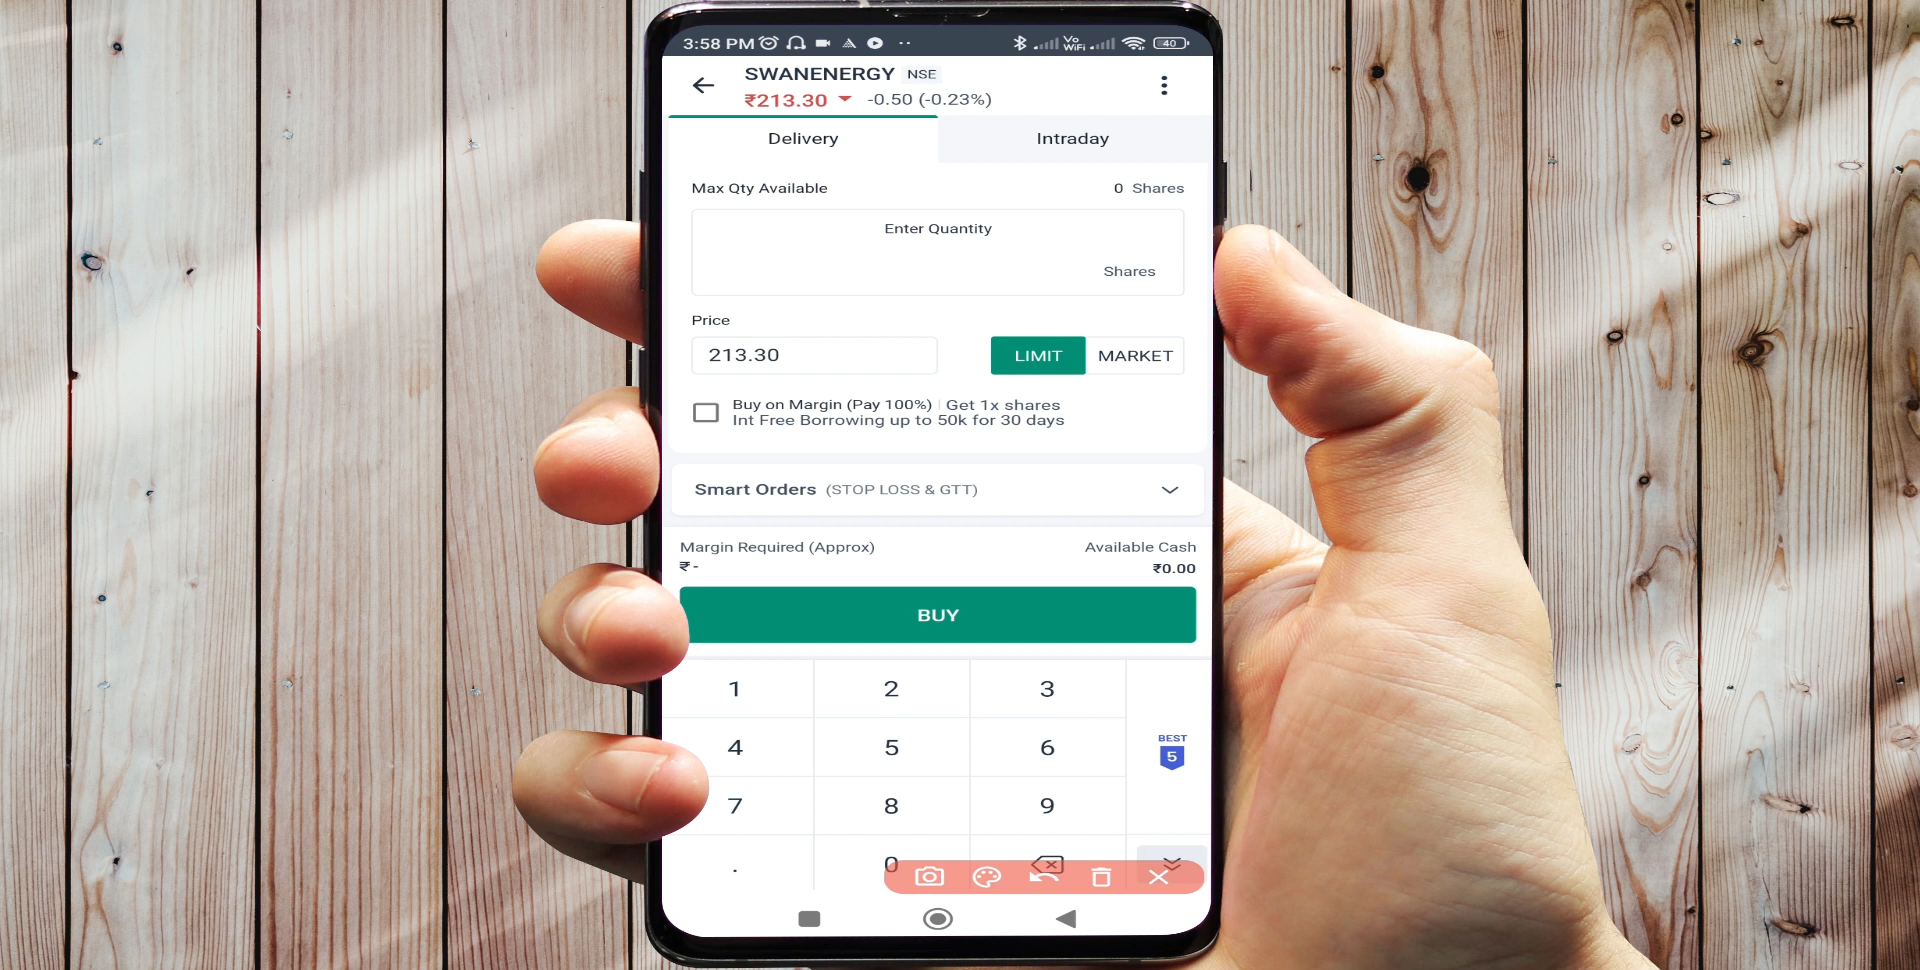 3:58 PM Vo WiFi 40
SWANENERGY NSE
₹213.30 -0.50 (-0.23%)
Delivery Intraday
Max Qty Available 0 Shares
Enter Quantity
Shares
Price
213.30 LIMIT MARKET
Buy on Margin (Pay 100%) | Get 1x shares
Int Free Borrowing up to 50k for 30 days
Smart Orders (STOP LOSS & GTT)
Margin Required (Approx) Available Cash
₹ - ₹0.00
BUY
1 2 3
4 5 6
BEST
5
7 8 9
. 0